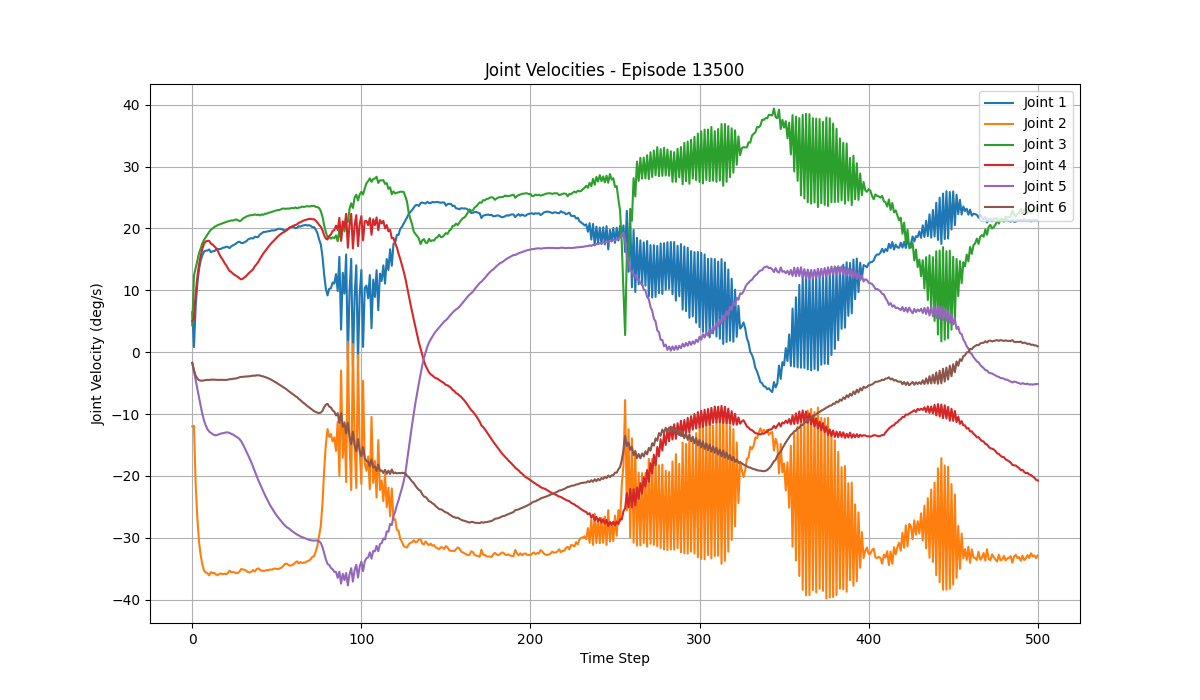 Joint Velocities - Episode 13500
Joint Velocity (deg/s)
40
30
20
10
0
−10
−20
−30
−40
0
100
200
300
400
500
Time Step
Joint 1
Joint 2
Joint 3
Joint 4
Joint 5
Joint 6